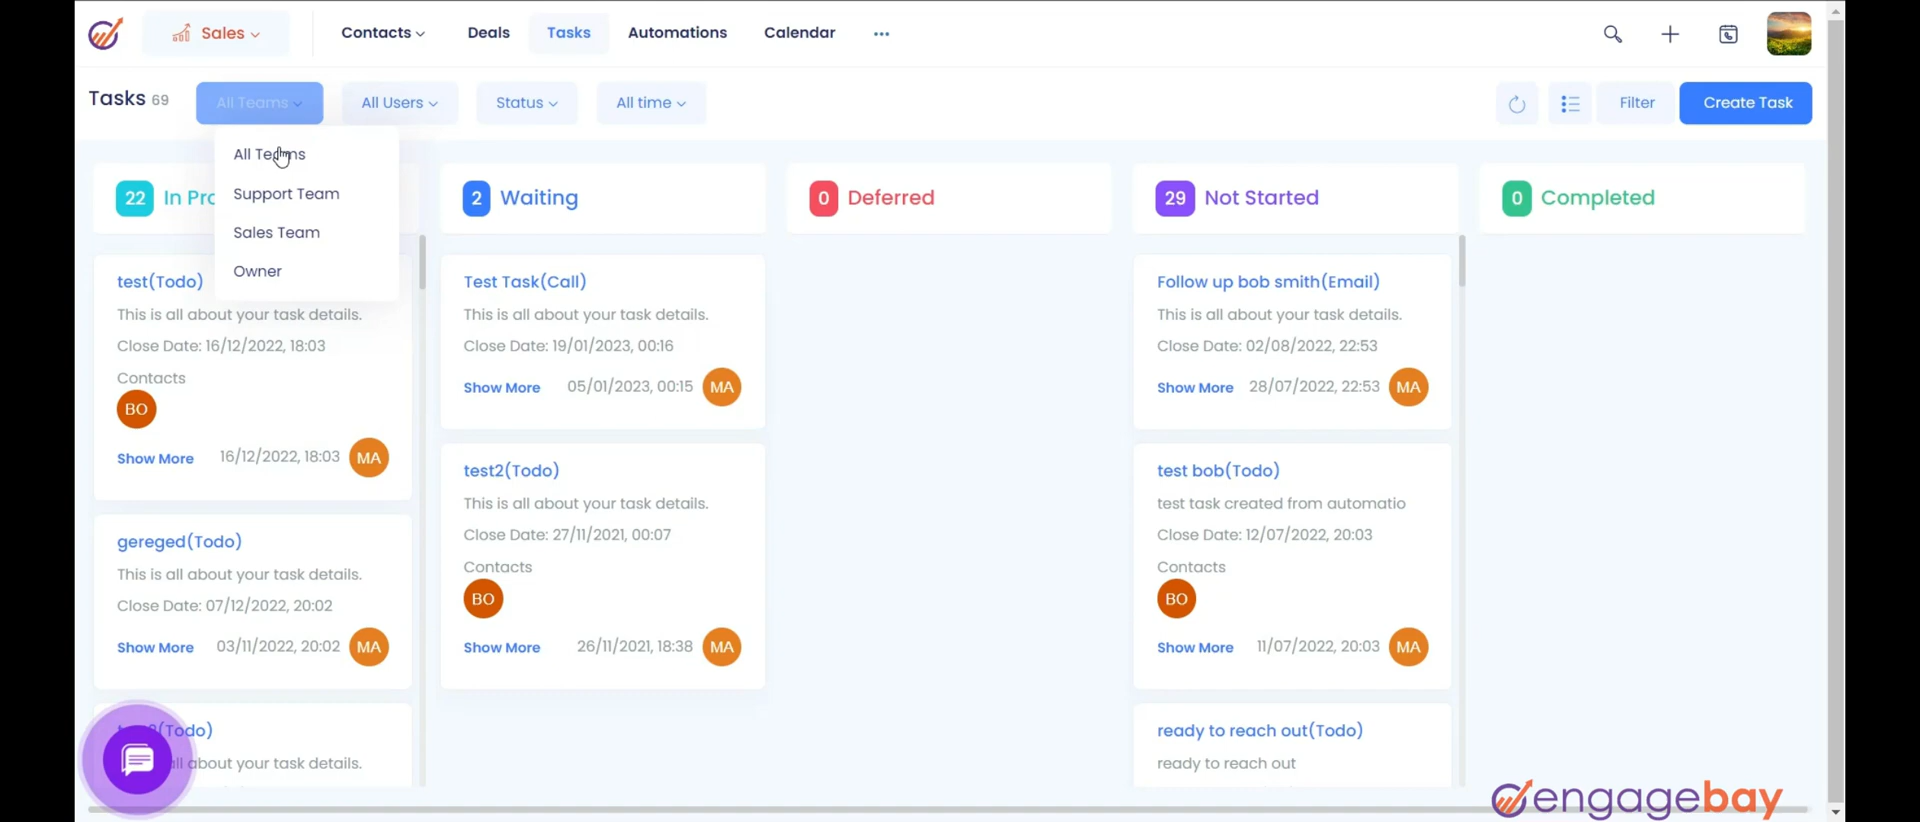 Sales
Contacts
Deals
Tasks
Automations
Calendar
Tasks 69
All Teams
All Users
Status
All time
Filter
Create Task
All Teams
Support Team
Sales Team
Owner
22 In Pro
test(Todo)
This is all about your task details.
Close Date: 16/12/2022, 18:03
Contacts
BO
Show More 16/12/2022, 18:03 MA
gereged(Todo)
This is all about your task details.
Close Date: 07/12/2022, 20:02
Show More 03/11/2022, 20:02 MA
(Todo)
all about your task details.
2 Waiting
Test Task(Call)
This is all about your task details.
Close Date: 19/01/2023, 00:16
Show More 05/01/2023, 00:15 MA
test2(Todo)
This is all about your task details.
Close Date: 27/11/2021, 00:07
Contacts
BO
Show More 26/11/2021, 18:38 MA
0 Deferred
29 Not Started
Follow up bob smith(Email)
This is all about your task details.
Close Date: 02/08/2022, 22:53
Show More 28/07/2022, 22:53 MA
test bob(Todo)
test task created from automatio
Close Date: 12/07/2022, 20:03
Contacts
BO
Show More 11/07/2022, 20:03 MA
ready to reach out(Todo)
ready to reach out
0 Completed
engagebay